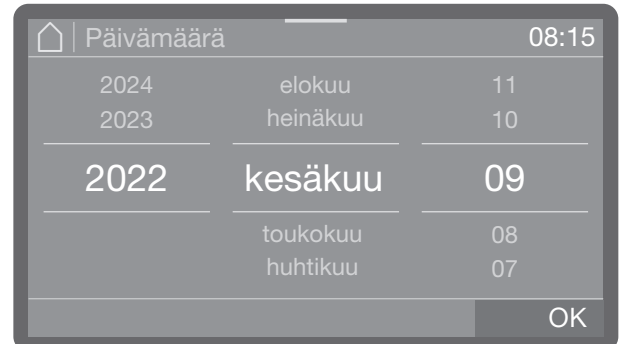 Päivämäärä 08:15
2024 elokuu 11
2023 heinäkuu 10
2022 kesäkuu 09
toukokuu 08
huhtikuu 07
OK